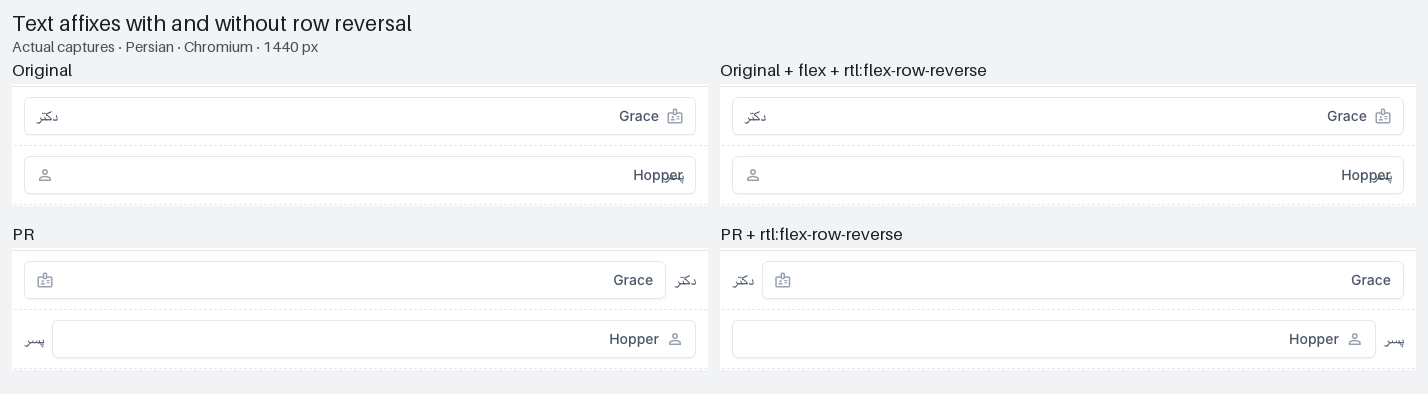 Text affixes with and without row reversal
Actual captures · Persian · Chromium · 1440 px
Original
Grace
دکتر
Hopper
پسر
Original + flex + rtl:flex-row-reverse
Grace
دکتر
Hopper
پسر
PR
دکتر
Grace
Hopper
پسر
PR + rtl:flex-row-reverse
Grace
دکتر
پسر
Hopper